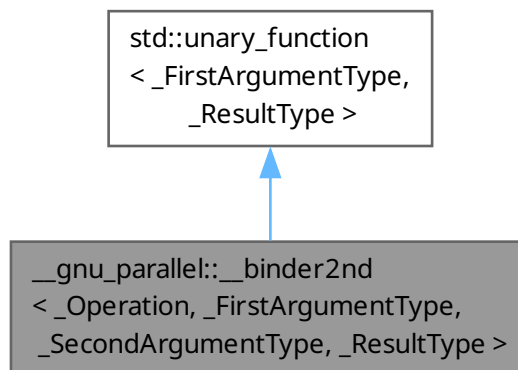 std::unary_function
< _FirstArgumentType,
_ResultType >
__gnu_parallel::__binder2nd
< _Operation, _FirstArgumentType,
_SecondArgumentType, _ResultType >